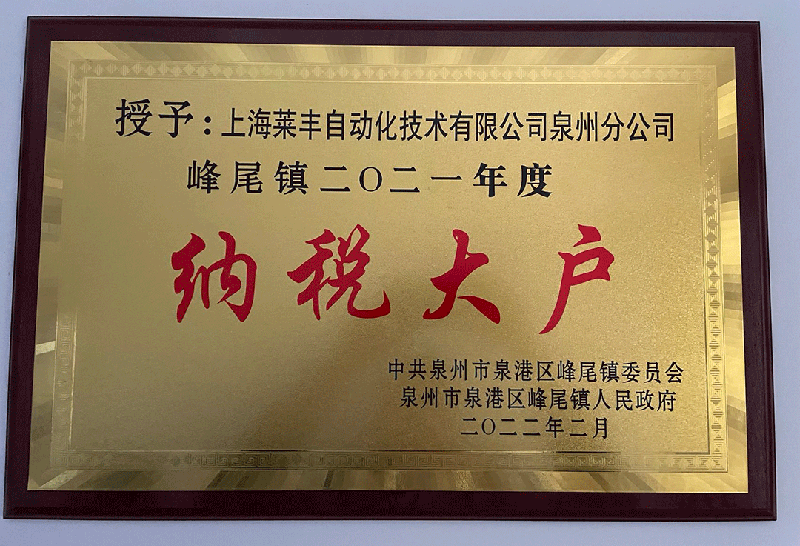 授予：上海莱丰自动化技术有限公司泉州分公司
峰尾镇二〇二一年度
纳税大户
中共泉州市泉港区峰尾镇委员会
泉州市泉港区峰尾镇人民政府
二〇二二年二月